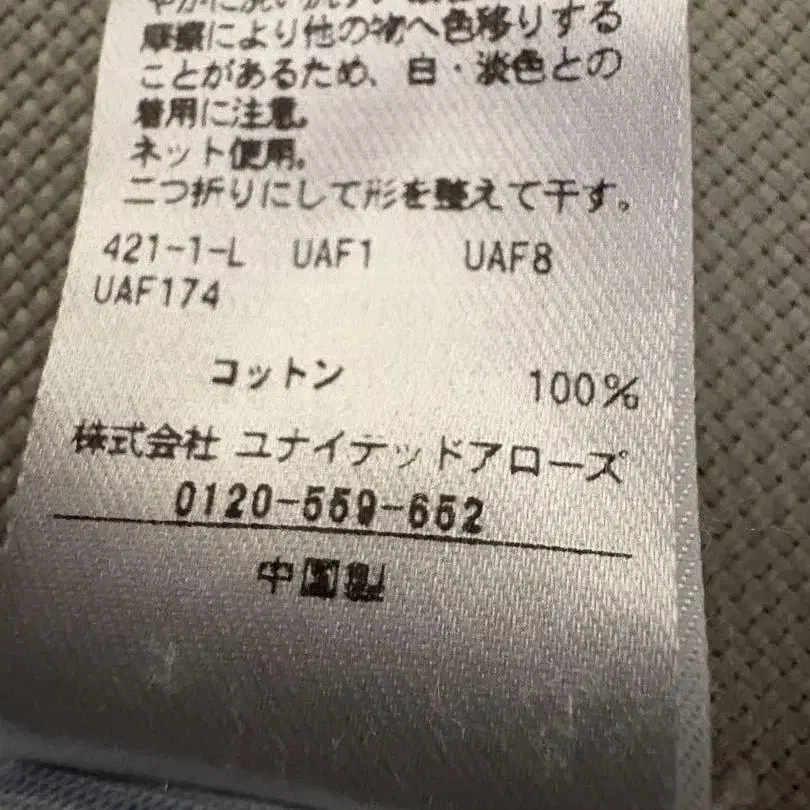 摩擦により他の物へ色移りする
ことがあるため、白・淡色との
着用に注意。
ネット使用。
二つ折りにして形を整えて干す。
421-1-L UAF1 UAF8
UAF174
コットン 100%
株式会社 ユナイテッドアローズ
0120-559-652
中国製